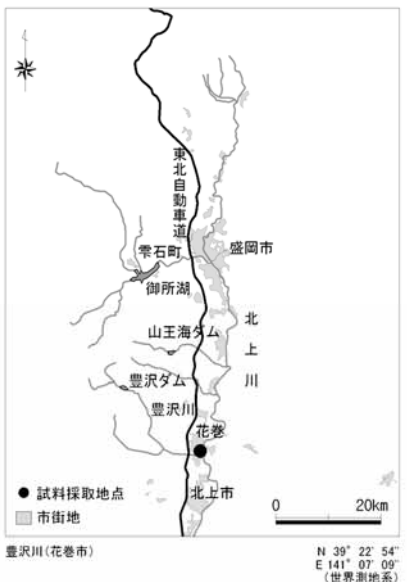 東北自動車道
盛岡市
雫石町
御所湖
北上川
山王海ダム
豊沢ダム
豊沢川
花巻
北上市
● 試料採取地点
市街地
0 20km
豊沢川(花巻市)
N 39° 22′ 54″
E 141° 07′ 09″
(世界測地系)